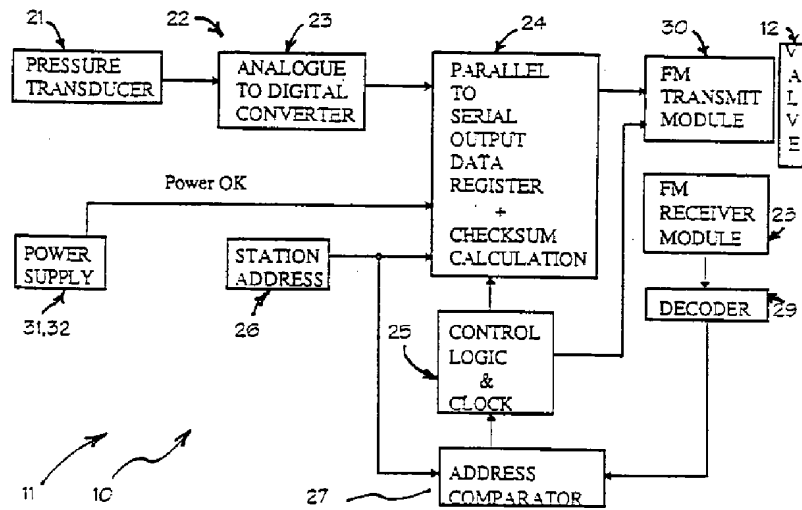 21
22
23
24
30
12
PRESSURE
TRANSDUCER
ANALOGUE
TO DIGITAL
CONVERTER
PARALLEL
TO
SERIAL
OUTPUT
DATA
REGISTER
+
CHECKSUM
CALCULATION
FM
TRANSMIT
MODULE
V
A
L
V
E
Power OK
FM
RECEIVER
MODULE
23
POWER
SUPPLY
31,32
STATION
ADDRESS
26
DECODER
29
25
CONTROL
LOGIC
&
CLOCK
11
10
27
ADDRESS
COMPARATOR